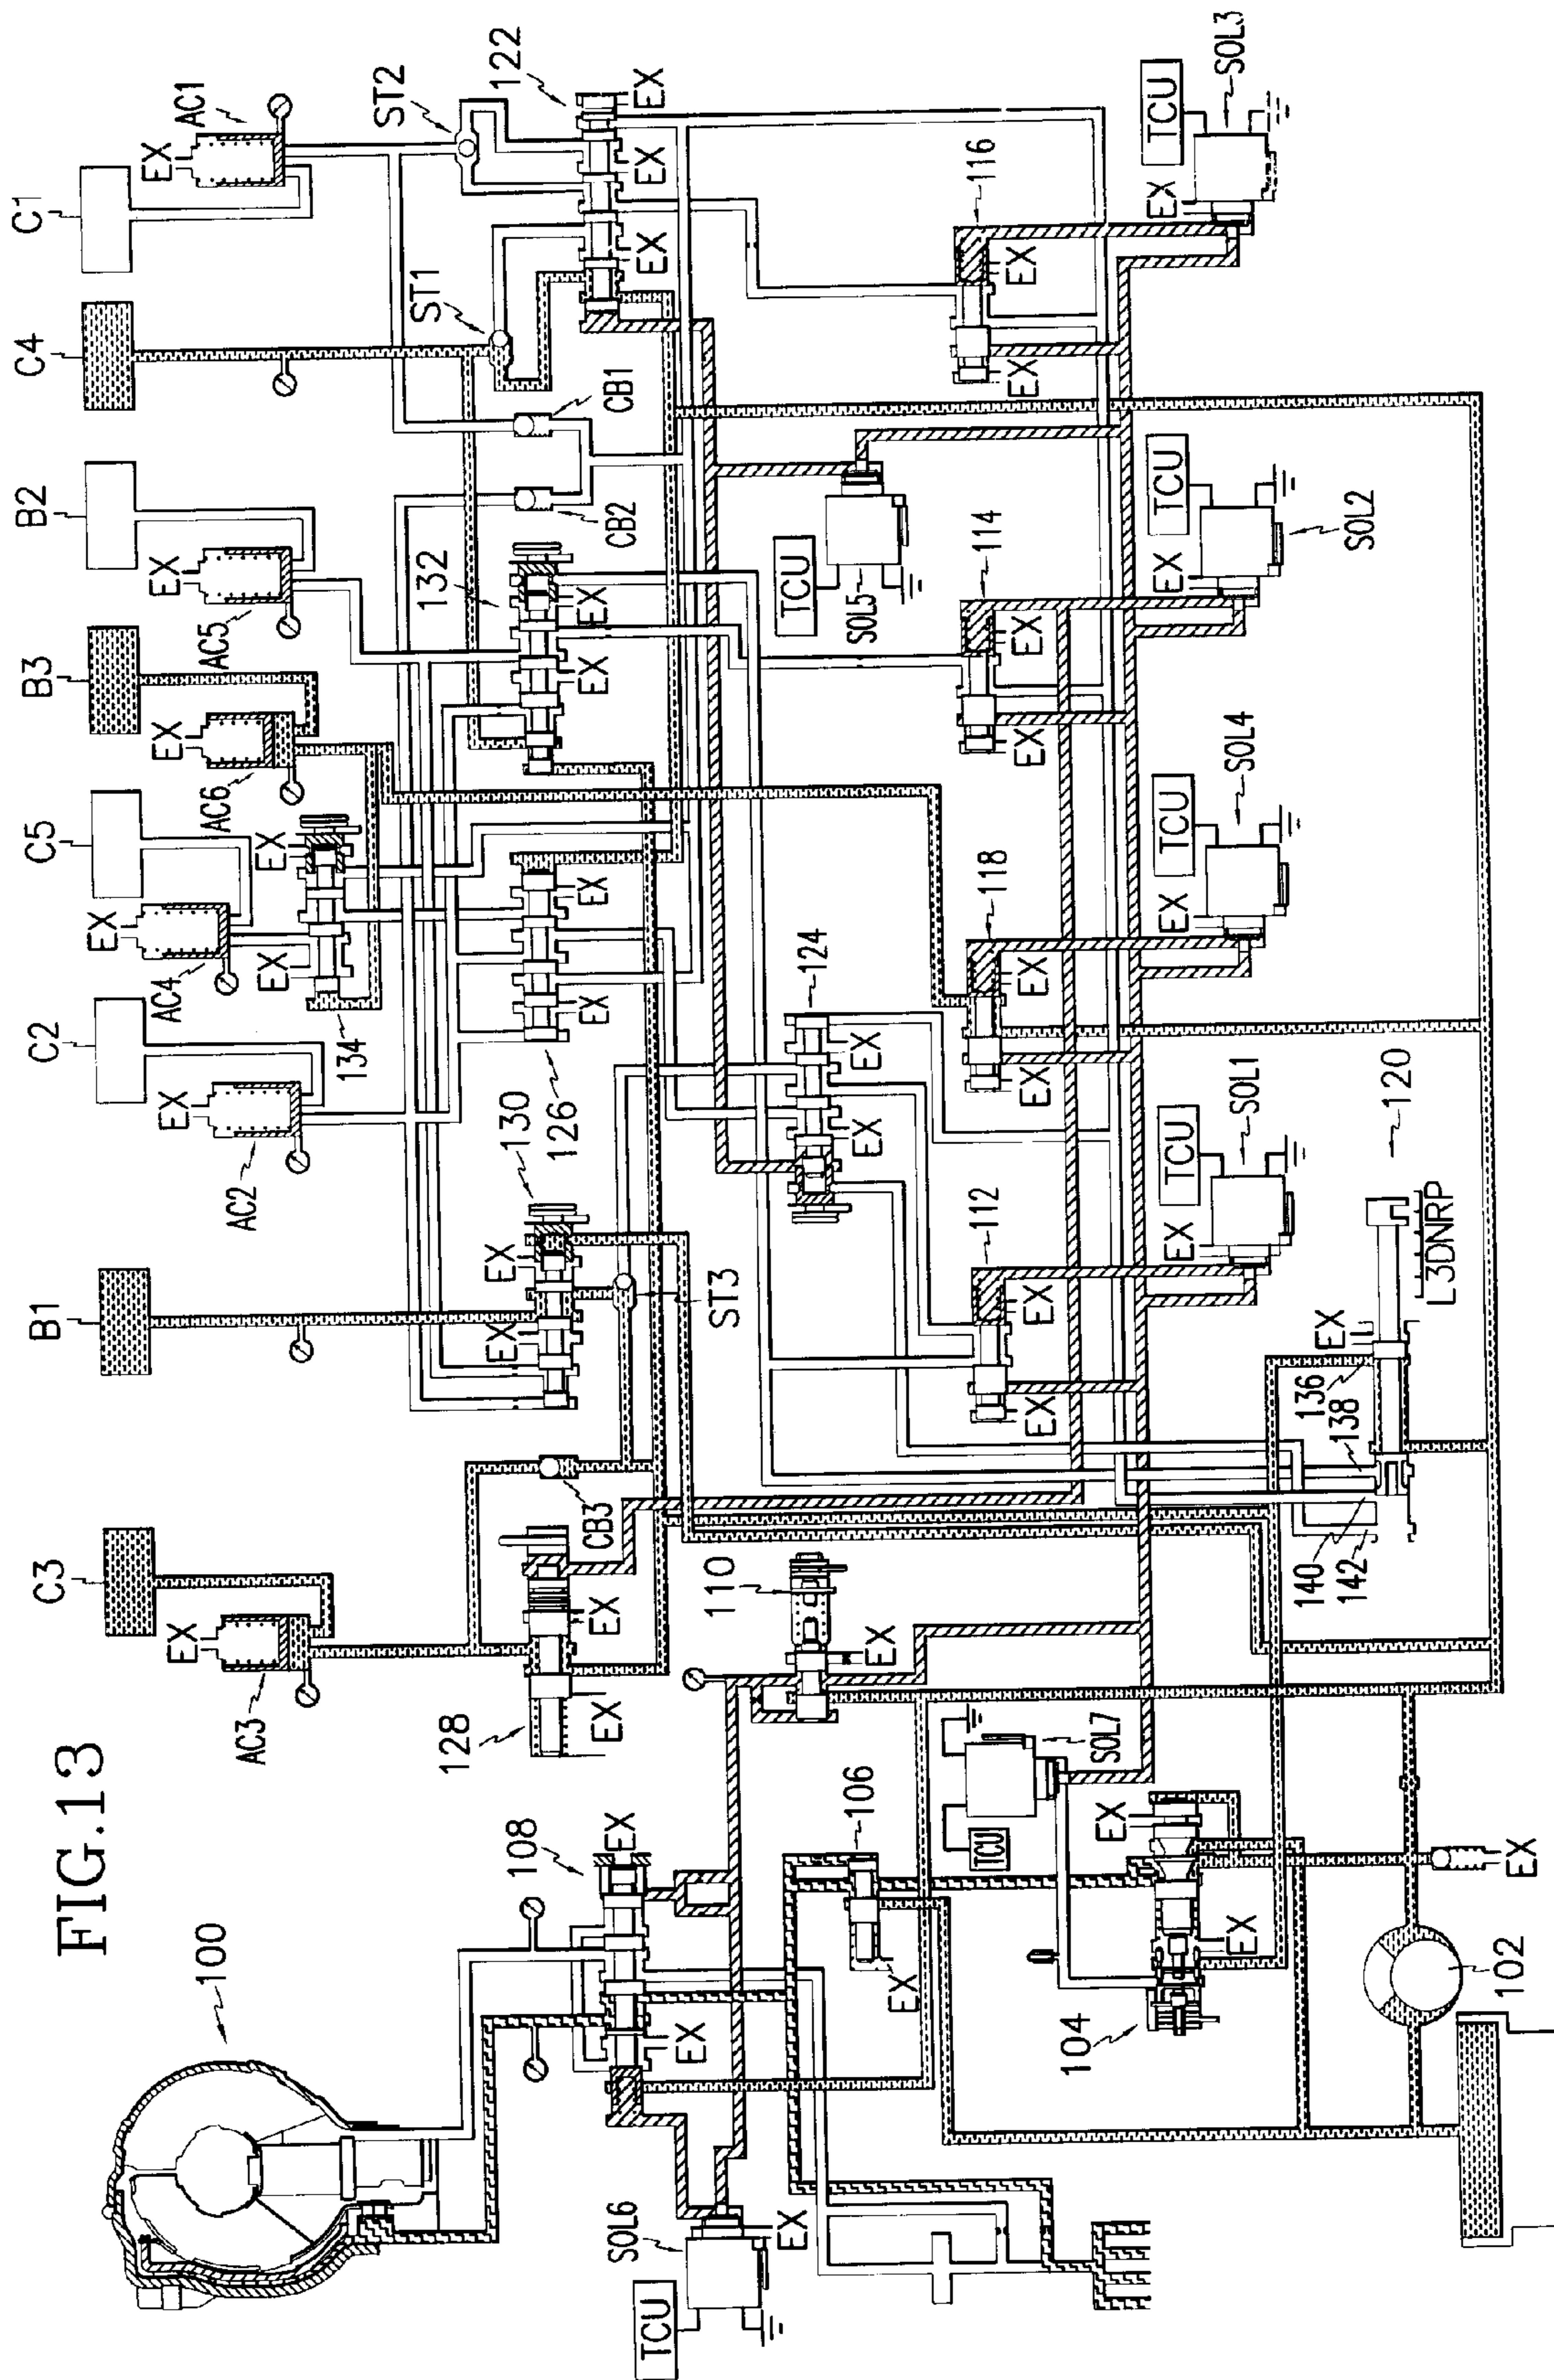 FIG.13
C3
B1
C2
C5
B3
B2
C4
C1
EX
AC3
EX
AC2
EX
AC4
EX
AC6
EX
AC5
EX
AC1
EX
EX
134
ST1
ST2
122
EX
EX
EX
CB1
CB2
132
EX
EX
130
EX
EX
126
EX
EX
ST3
CB3
128
EX
EX
100
108
EX
EX
110
EX
124
EX
EX
TCU
SOL5
106
EX
112
EX
EX
118
EX
EX
114
EX
EX
116
EX
EX
SOL6
TCU
EX
SOL7
TCU
104
EX
EX
TCU
SOL1
EX
TCU
SOL4
EX
TCU
SOL2
EX
TCU
SOL3
EX
136
138
140
142
EX
120
L3DNRP
102
EX